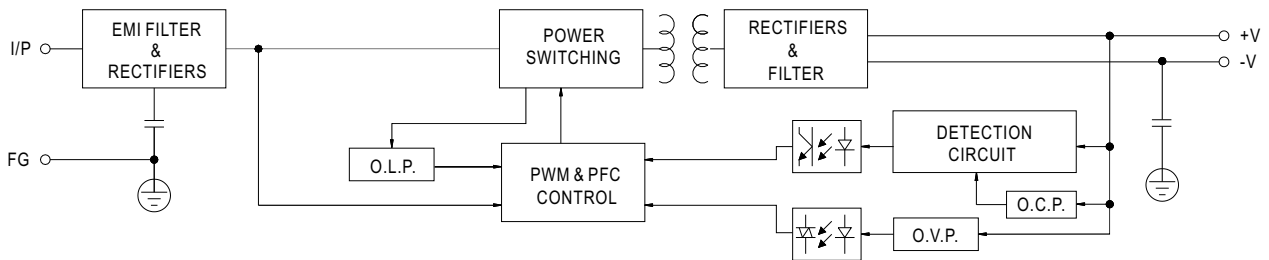 I/P
EMI FILTER
&
RECTIFIERS
POWER
SWITCHING
RECTIFIERS
&
FILTER
+V
-V
FG
O.L.P.
PWM & PFC
CONTROL
DETECTION
CIRCUIT
O.C.P.
O.V.P.